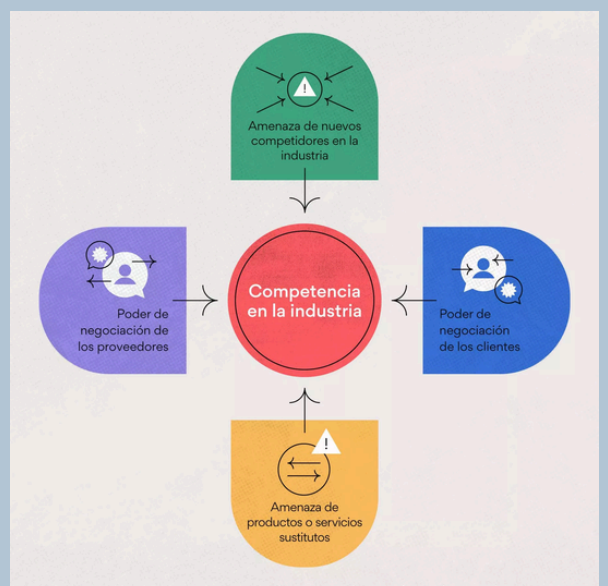 Amenaza de nuevos
competidores en la
industria
Poder de
negociación de
los proveedores
Competencia
en la industria
Poder de
negociación
de los clientes
Amenaza de
productos o servicios
sustitutos